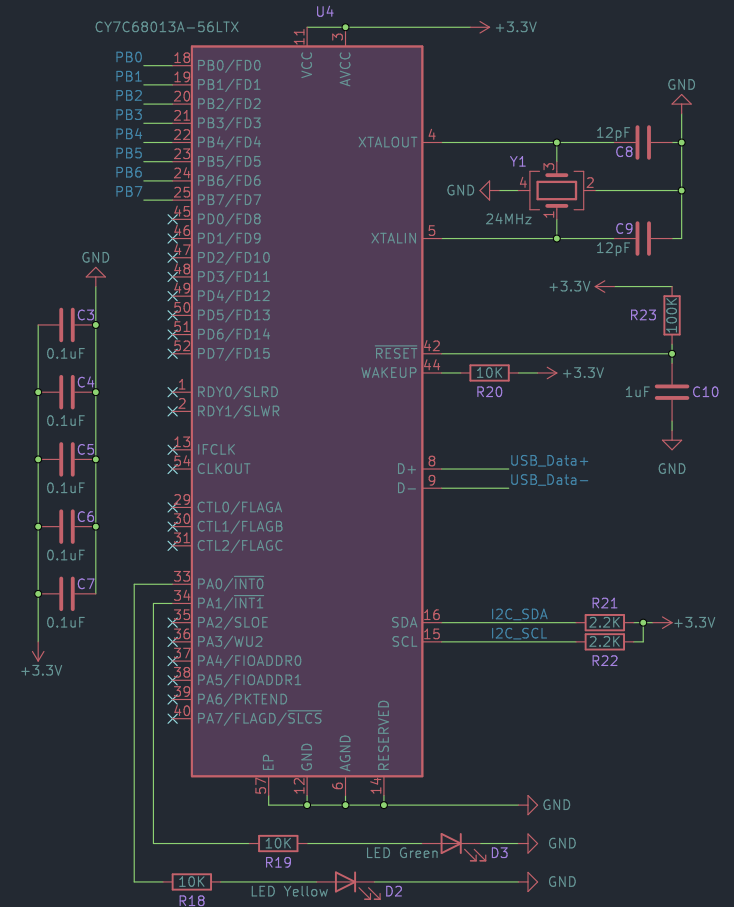 U4
CY7C68013A-56LTX
+3.3V
11
3
VCC
AVCC
PB0 18 PB0/FD0
PB1 19 PB1/FD1
PB2 20 PB2/FD2
PB3 21 PB3/FD3
PB4 22 PB4/FD4
PB5 23 PB5/FD5
PB6 24 PB6/FD6
PB7 25 PB7/FD7
45 PD0/FD8
46 PD1/FD9
47 PD2/FD10
48 PD3/FD11
49 PD4/FD12
50 PD5/FD13
51 PD6/FD14
52 PD7/FD15
1 RDY0/SLRD
2 RDY1/SLWR
13 IFCLK
54 CLKOUT
29 CTL0/FLAGA
30 CTL1/FLAGB
31 CTL2/FLAGC
33 PA0/INT0
34 PA1/INT1
35 PA2/SLOE
36 PA3/WU2
37 PA4/FIOADDR0
38 PA5/FIOADDR1
39 PA6/PKTEND
40 PA7/FLAGD/SLCS
XTALOUT 4
XTALIN 5
RESET 42
WAKEUP 44
D+ 8
D- 9
SDA 16
SCL 15
EP
GND
AGND
RESERVED
57
12
6
14
GND
GND
12pF
C8
Y1
3
GND 4
2
1
24MHz
C9
12pF
+3.3V
R23
100K
10K
R20
+3.3V
1uF
C10
GND
USB_Data+
USB_Data-
I2C_SDA
I2C_SCL
R21
2.2K
2.2K
R22
+3.3V
GND
C3
0.1uF
C4
0.1uF
C5
0.1uF
C6
0.1uF
C7
0.1uF
+3.3V
10K
R19
LED Green
D3
GND
10K
R18
LED Yellow
D2
GND